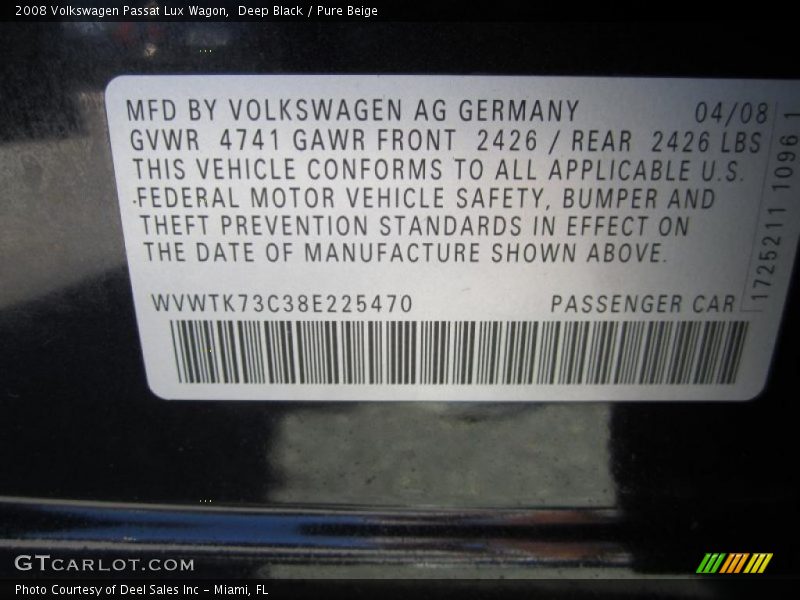 2008 Volkswagen Passat Lux Wagon,  Deep Black / Pure Beige
MFD BY VOLKSWAGEN AG GERMANY 04/08
GVWR 4741 GAWR FRONT 2426 / REAR 2426 LBS
THIS VEHICLE CONFORMS TO ALL APPLICABLE U.S.
FEDERAL MOTOR VEHICLE SAFETY, BUMPER AND
THEFT PREVENTION STANDARDS IN EFFECT ON
THE DATE OF MANUFACTURE SHOWN ABOVE.
WVWTK73C38E225470 PASSENGER CAR
1725211 1096 1
GTCARLOT.COM
Photo Courtesy of Deel Sales Inc - Miami, FL